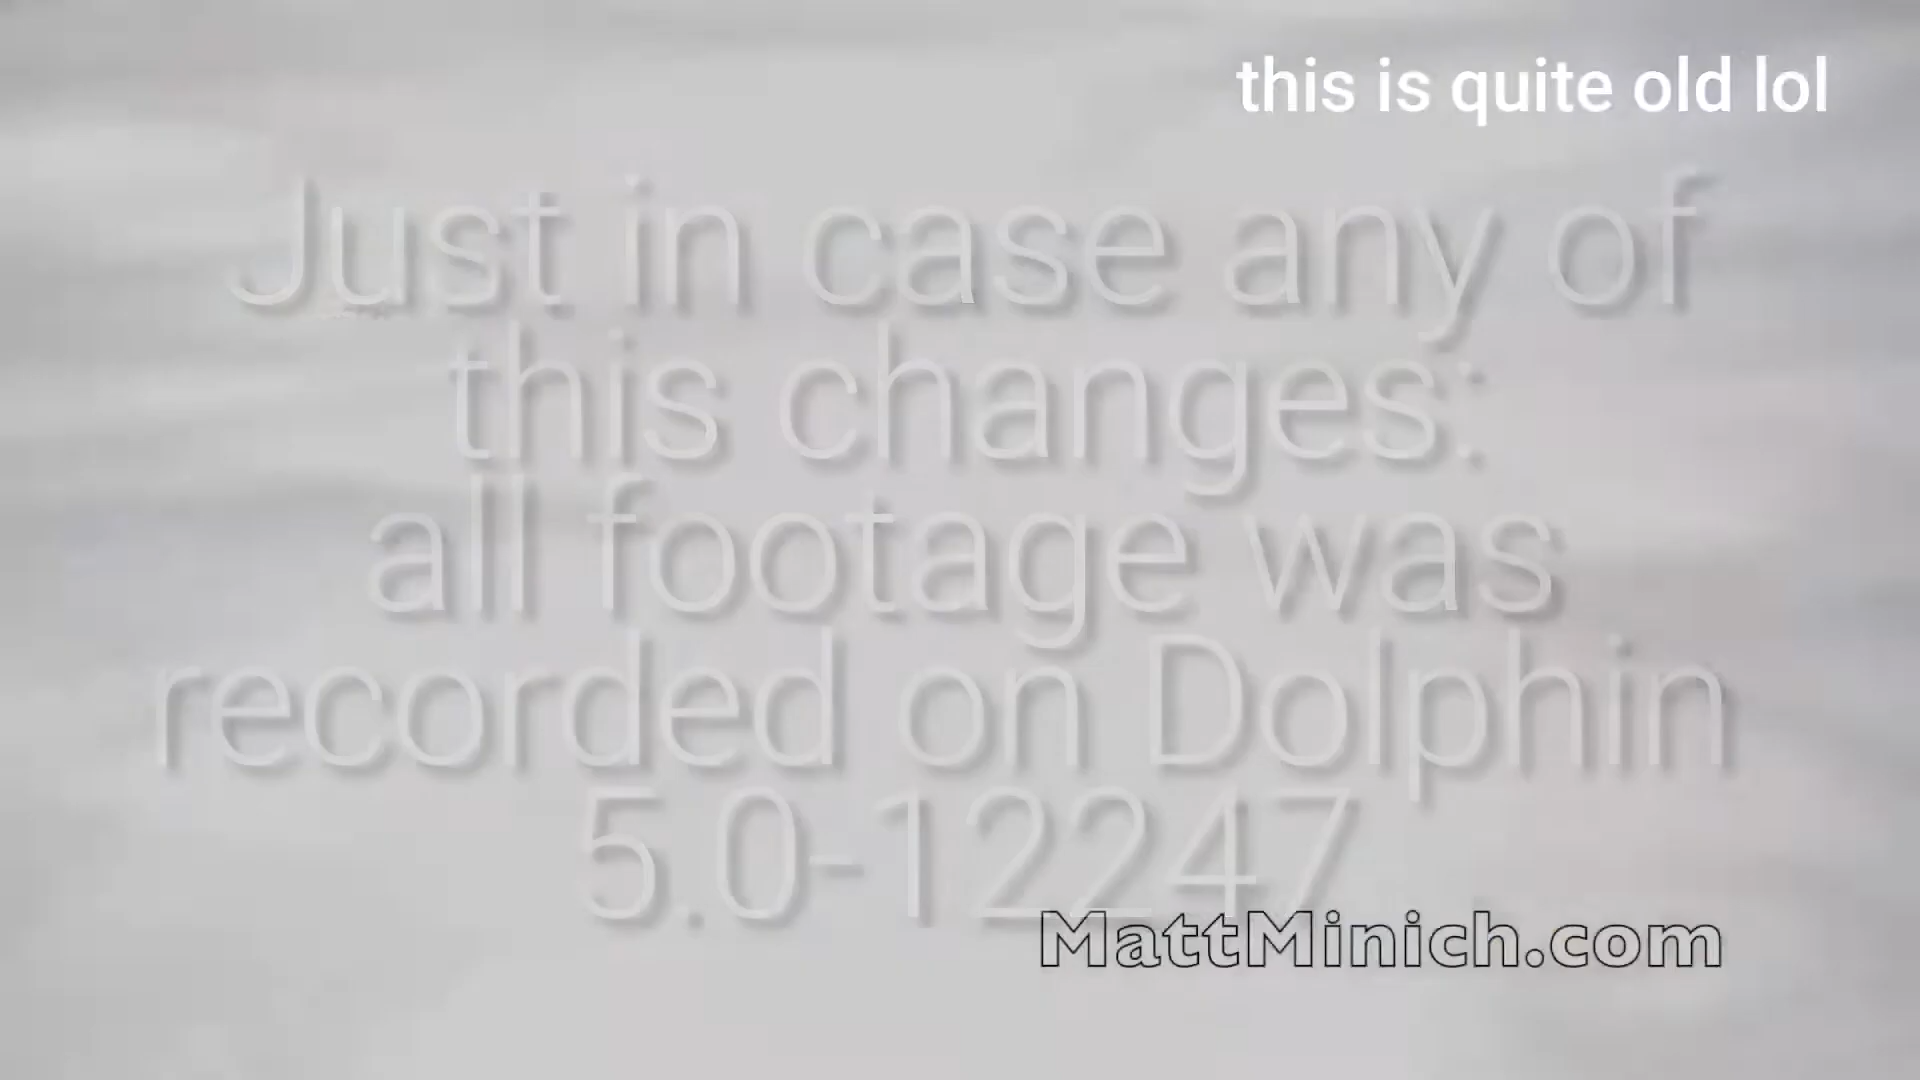 this is quite old lol
Just in case any of
this changes:
all footage was
recorded on Dolphin
5.0-12247
MattMinich.com